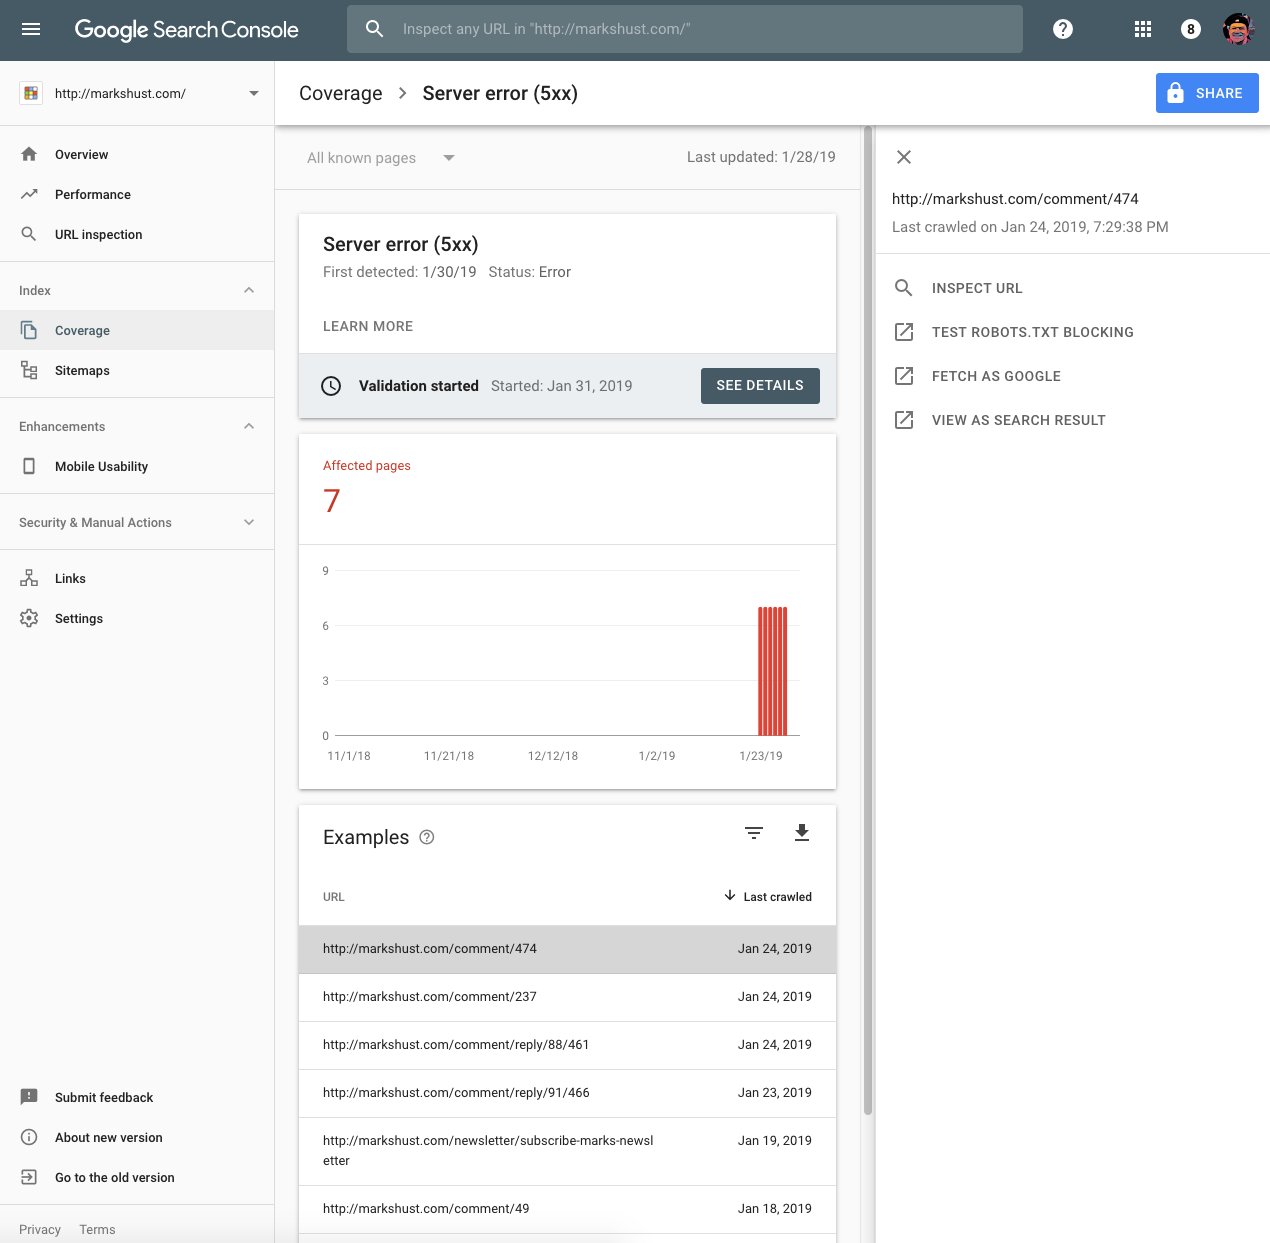 Google Search Console
Inspect any URL in "http://markshust.com/"
8
http://markshust.com/
Coverage
Server error (5xx)
SHARE
Overview
Performance
URL inspection
Index
Coverage
Sitemaps
Enhancements
Mobile Usability
Security & Manual Actions
Links
Settings
Submit feedback
About new version
Go to the old version
Privacy Terms
All known pages
Last updated: 1/28/19
Server error (5xx)
First detected: 1/30/19 Status: Error
LEARN MORE
Validation started Started: Jan 31, 2019
SEE DETAILS
Affected pages
7
9
6
3
0
11/1/18 11/21/18 12/12/18 1/2/19 1/23/19
Examples ?
URL Last crawled
http://markshust.com/comment/474 Jan 24, 2019
http://markshust.com/comment/237 Jan 24, 2019
http://markshust.com/comment/reply/88/461 Jan 24, 2019
http://markshust.com/comment/reply/91/466 Jan 23, 2019
http://markshust.com/newsletter/subscribe-marks-newsl Jan 19, 2019
etter
http://markshust.com/comment/49 Jan 18, 2019
http://markshust.com/comment/474
Last crawled on Jan 24, 2019, 7:29:38 PM
INSPECT URL
TEST ROBOTS.TXT BLOCKING
FETCH AS GOOGLE
VIEW AS SEARCH RESULT